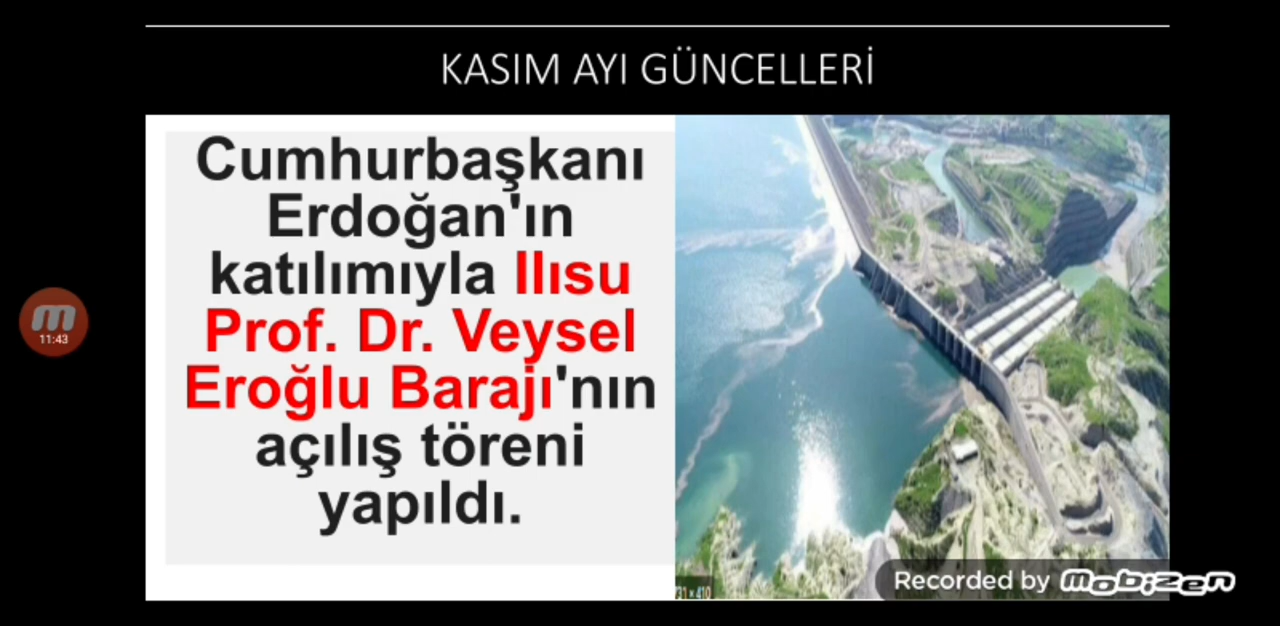 KASIM AYI GÜNCELLERİ
Cumhurbaşkanı
Erdoğan'ın
katılımıyla Ilısu
Prof. Dr. Veysel
Eroğlu Barajı'nın
açılış töreni
yapıldı.
11:43
Recorded by mobizen